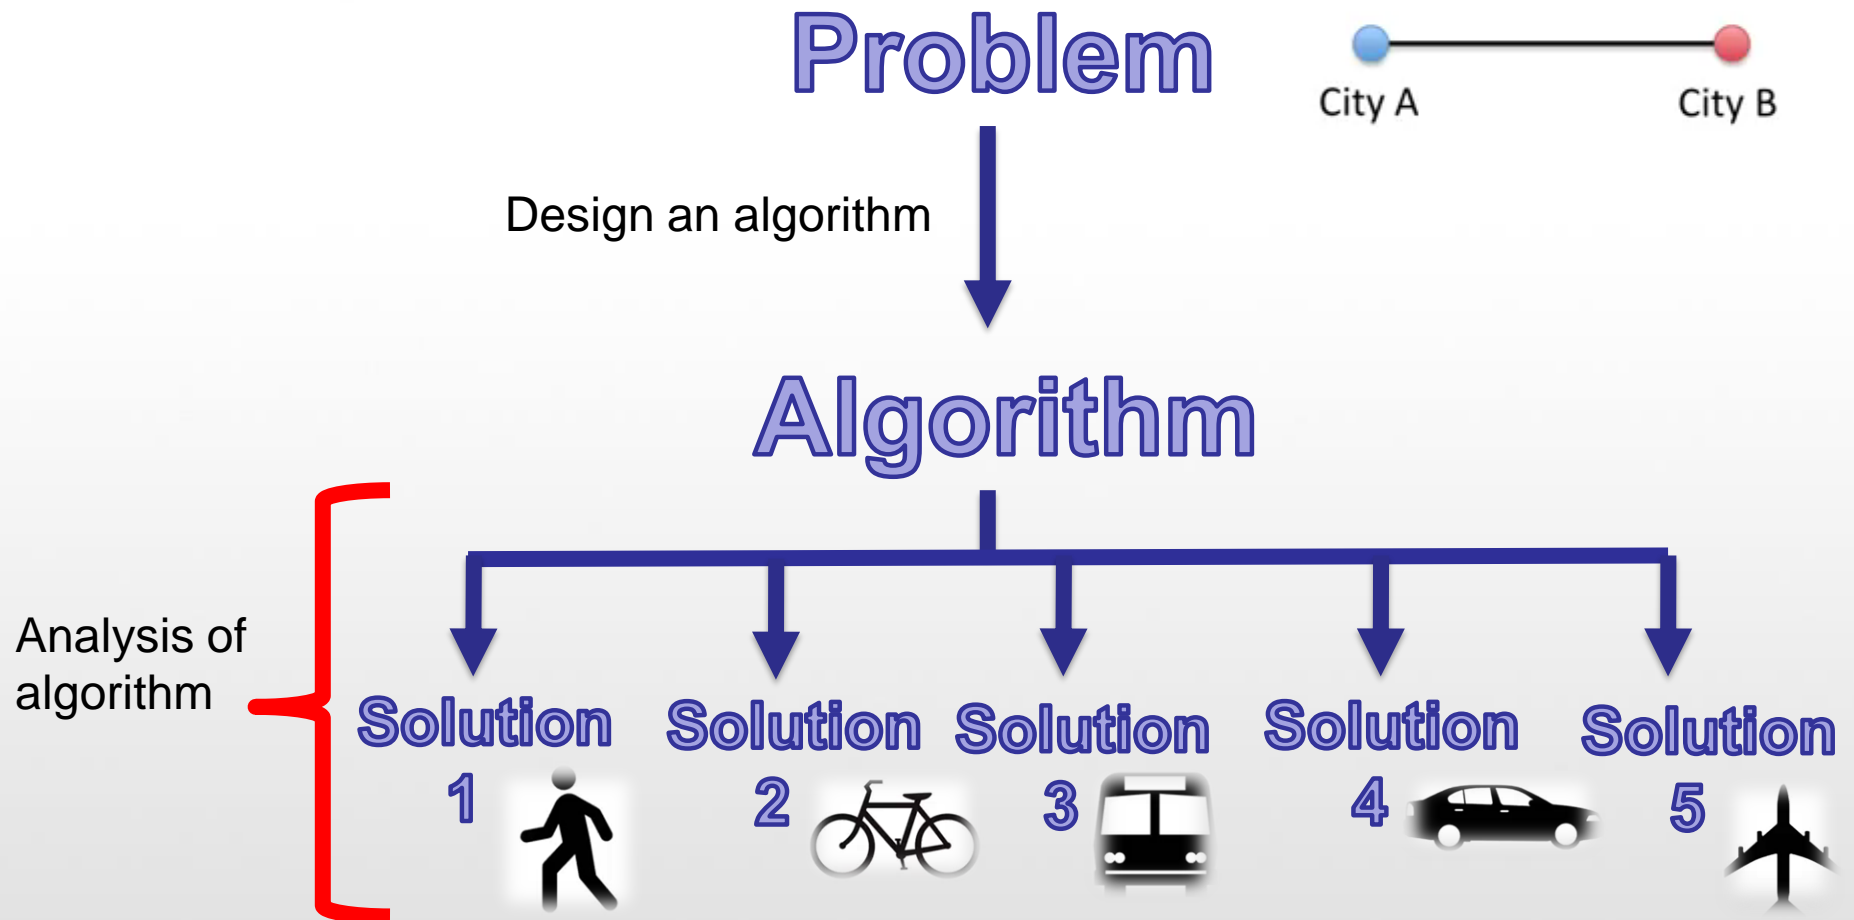 Problem
City A
City B
Design an algorithm
Algorithm
Analysis of
algorithm
Solution
1
Solution
2
Solution
3
Solution
4
Solution
5